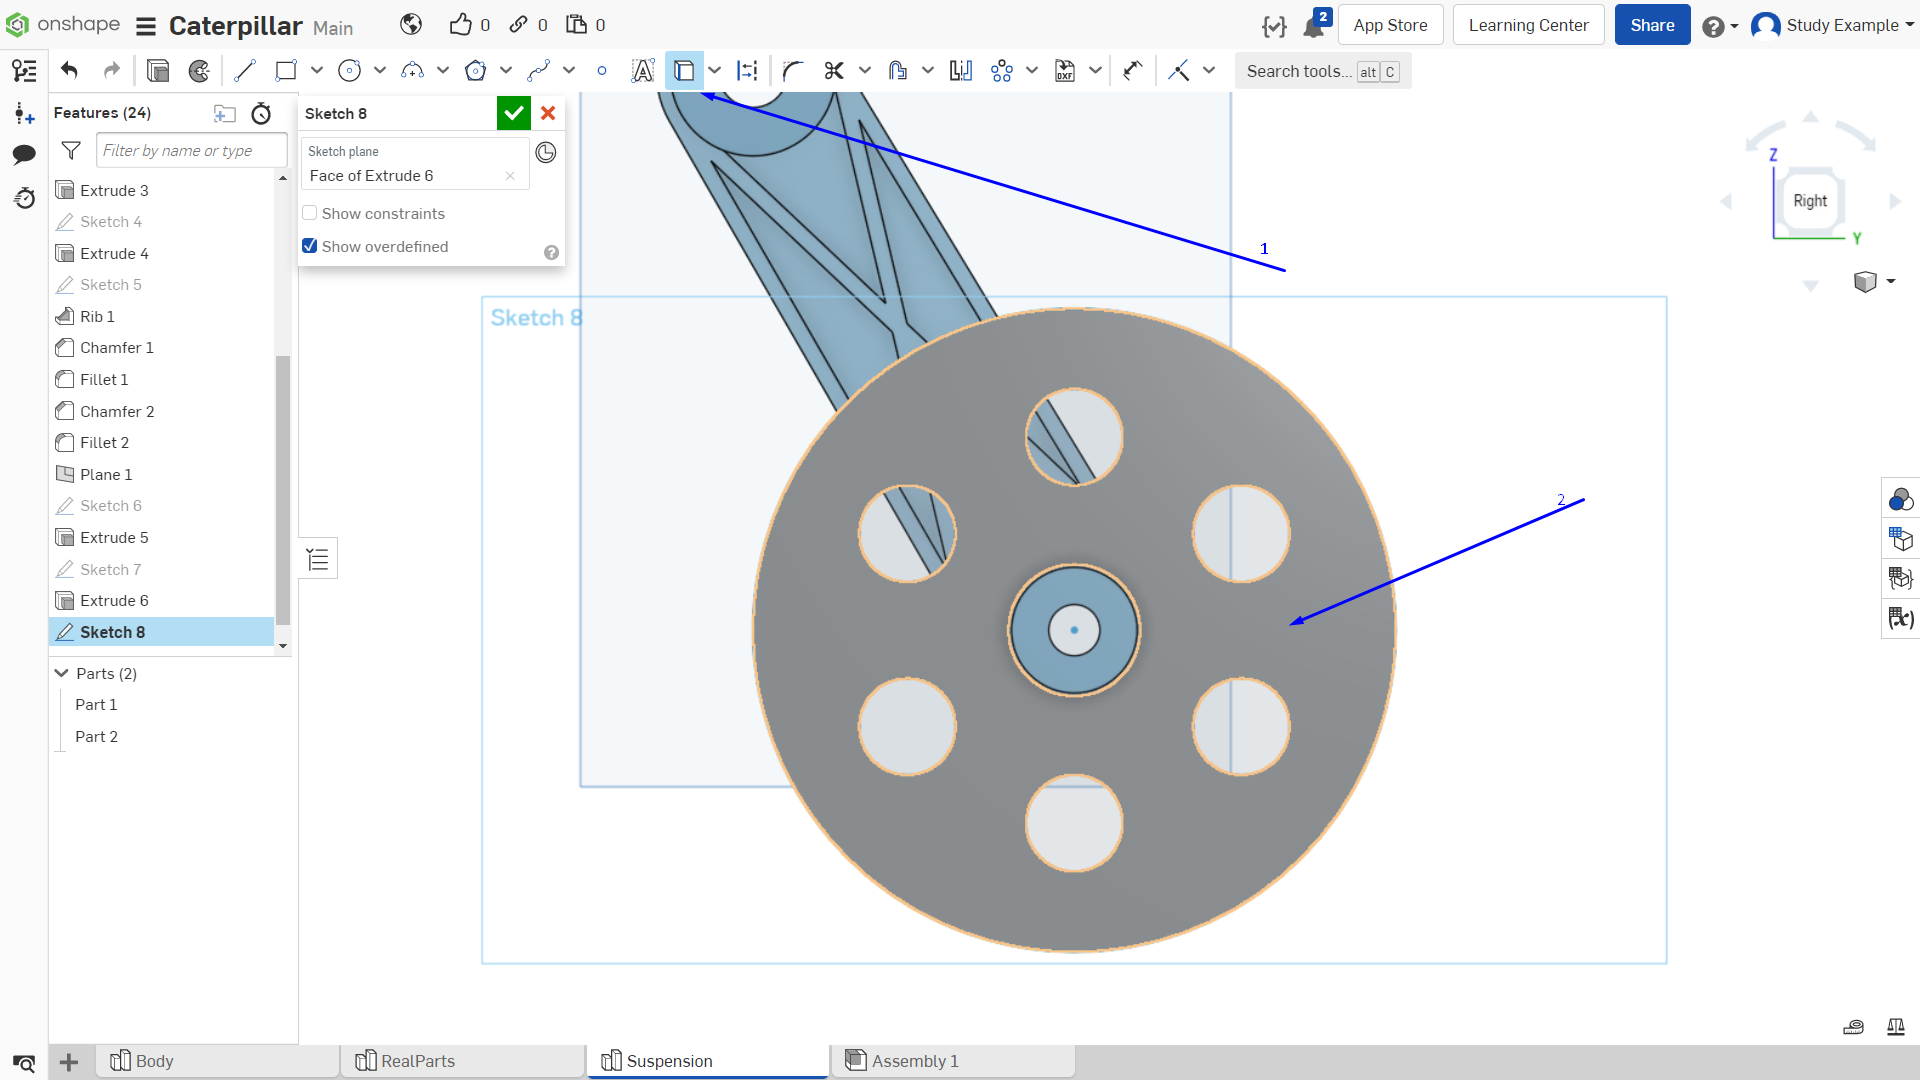 onshape Caterpillar Main 0 0 0 2 App Store Learning Center Share Study Example
Search tools... alt C
Features (24)
Filter by name or type
Extrude 3
Sketch 4
Extrude 4
Sketch 5
Rib 1
Chamfer 1
Fillet 1
Chamfer 2
Fillet 2
Plane 1
Sketch 6
Extrude 5
Sketch 7
Extrude 6
Sketch 8
Parts (2)
Part 1
Part 2
Sketch 8
Sketch plane
Face of Extrude 6
Show constraints
Show overdefined
Sketch 8
1
2
Z
Right
Y
Body RealParts Suspension Assembly 1